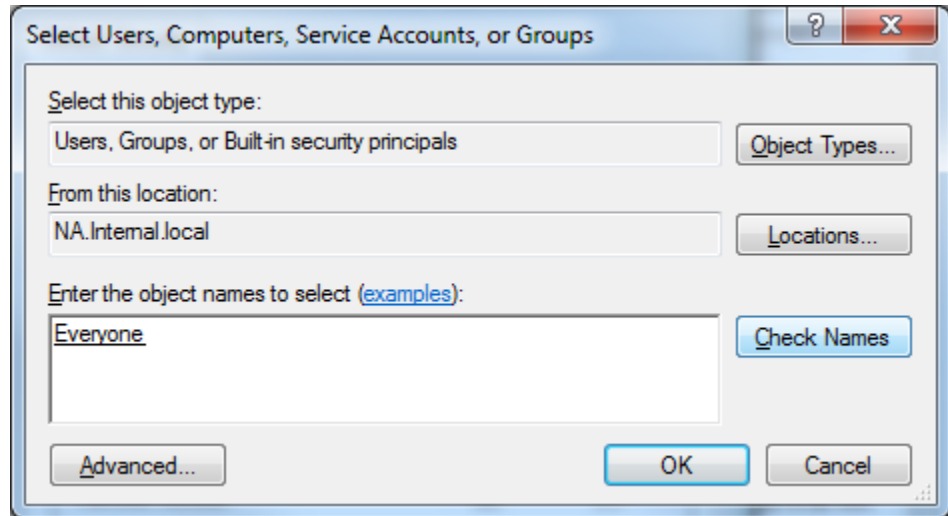 Select Users, Computers, Service Accounts, or Groups
Select this object type:
Users, Groups, or Built-in security principals
Object Types...
From this location:
NA.Internal.local
Locations...
Enter the object names to select (examples):
Everyone
Check Names
Advanced...
OK
Cancel